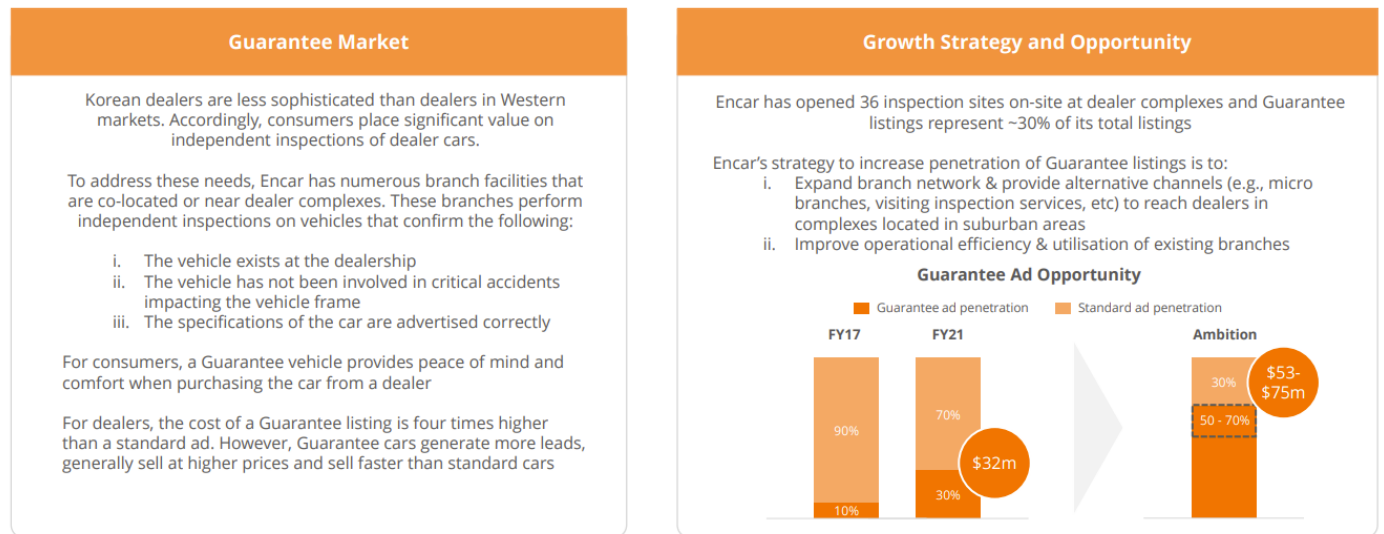 Guarantee Market
Korean dealers are less sophisticated than dealers in Western
markets. Accordingly, consumers place significant value on
independent inspections of dealer cars.
To address these needs, Encar has numerous branch facilities that
are co-located or near dealer complexes. These branches perform
independent inspections on vehicles that confirm the following:
i. The vehicle exists at the dealership
ii. The vehicle has not been involved in critical accidents
impacting the vehicle frame
iii. The specifications of the car are advertised correctly
For consumers, a Guarantee vehicle provides peace of mind and
comfort when purchasing the car from a dealer
For dealers, the cost of a Guarantee listing is four times higher
than a standard ad. However, Guarantee cars generate more leads,
generally sell at higher prices and sell faster than standard cars
Growth Strategy and Opportunity
Encar has opened 36 inspection sites on-site at dealer complexes and Guarantee
listings represent ~30% of its total listings
Encar's strategy to increase penetration of Guarantee listings is to:
i. Expand branch network & provide alternative channels (e.g., micro
branches, visiting inspection services, etc) to reach dealers in
complexes located in suburban areas
ii. Improve operational efficiency & utilisation of existing branches
Guarantee Ad Opportunity
Guarantee ad penetration Standard ad penetration
FY17 FY21 Ambition
30%
$53-
$75m
90%
70%
50 - 70%
$32m
10%
30%